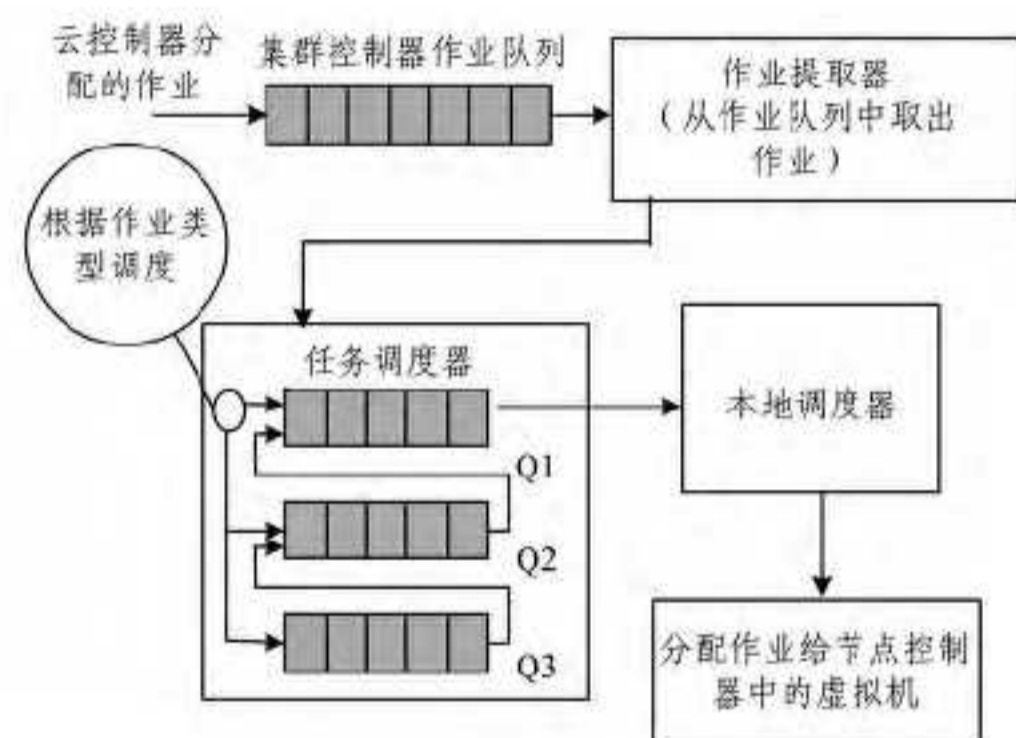 云控制器分
配的作业
集群控制器作业队列
作业提取器
（从作业队列中取出
作业）
根据作业类
型调度
任务调度器
Q1
Q2
Q3
本地调度器
分配作业给节点控制
器中的虚拟机